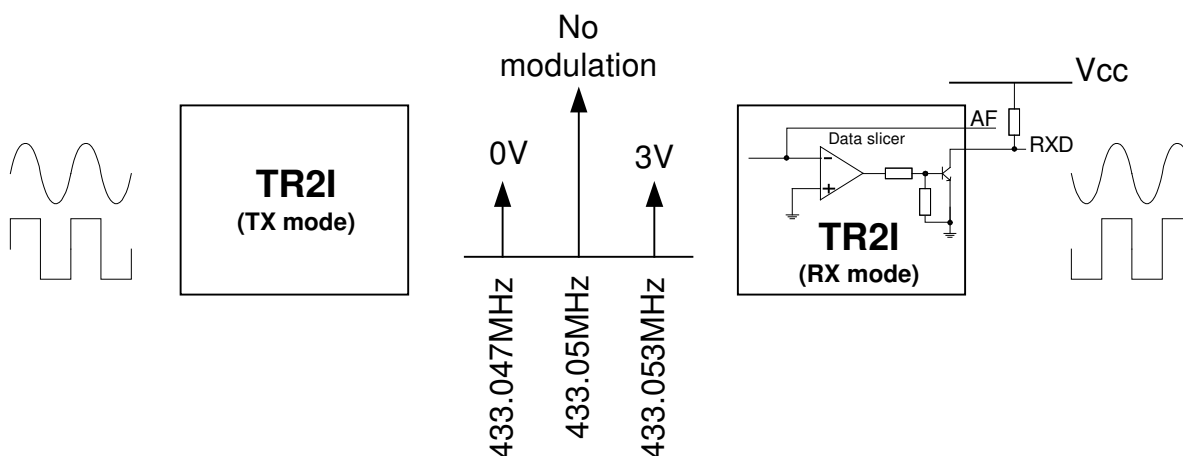 No
modulation
Vcc
AF
RXD
Data slicer
0V
3V
TR2I
(TX mode)
TR2I
(RX mode)
433.047MHz
433.05MHz
433.053MHz